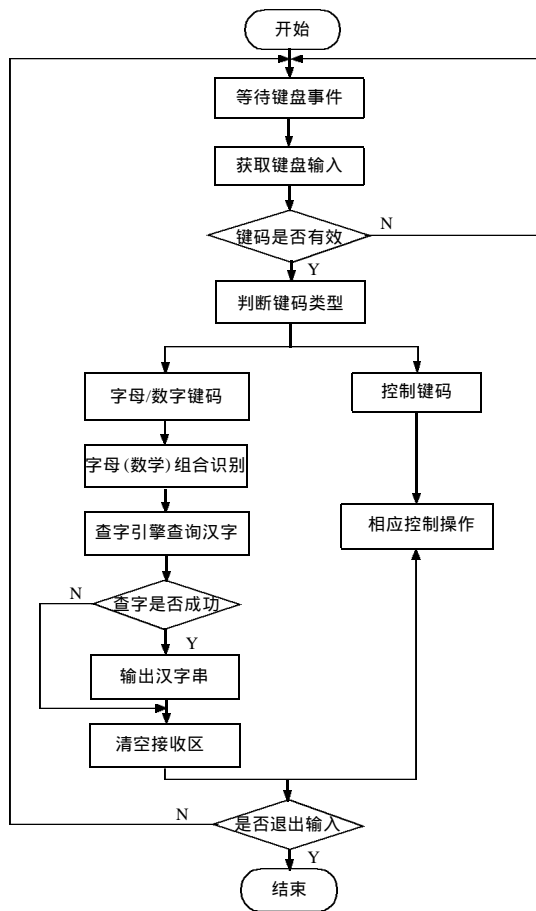 开始
等待键盘事件
获取键盘输入
键码是否有效
N
Y
判断键码类型
字母/数字键码
控制键码
字母(数学)组合识别
查字引擎查询汉字
相应控制操作
查字是否成功
N
Y
输出汉字串
清空接收区
是否退出输入
N
Y
结束